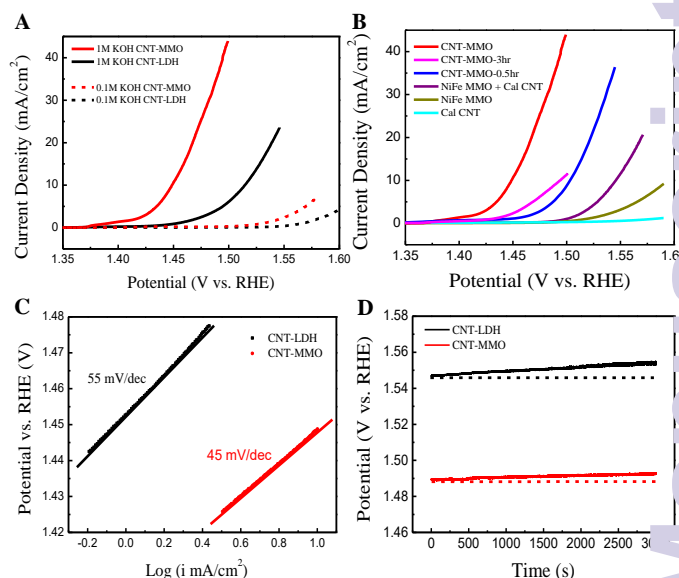 A
1M KOH CNT-MMO
1M KOH CNT-LDH
0.1M KOH CNT-MMO
0.1M KOH CNT-LDH
Current Density (mA/cm²)
40
30
20
10
0
1.35 1.40 1.45 1.50 1.55 1.60
Potential (V vs. RHE)
B
CNT-MMO
CNT-MMO-3hr
CNT-MMO-0.5hr
NiFe MMO + Cal CNT
NiFe MMO
Cal CNT
Current Density (mA/cm²)
40
30
20
10
0
1.35 1.40 1.45 1.50 1.55 1.60
Potential (V vs. RHE)
C
CNT-LDH
CNT-MMO
55 mV/dec
45 mV/dec
Potential vs. RHE (V)
1.48
1.47
1.46
1.45
1.44
1.43
1.42
-0.2 0.0 0.2 0.4 0.6 0.8 1.0
Log (i mA/cm²)
D
CNT-LDH
CNT-MMO
Potential (V vs. RHE)
1.58
1.56
1.54
1.50
1.48
1.46
0 500 1000 1500 2000 2500
Time (s)